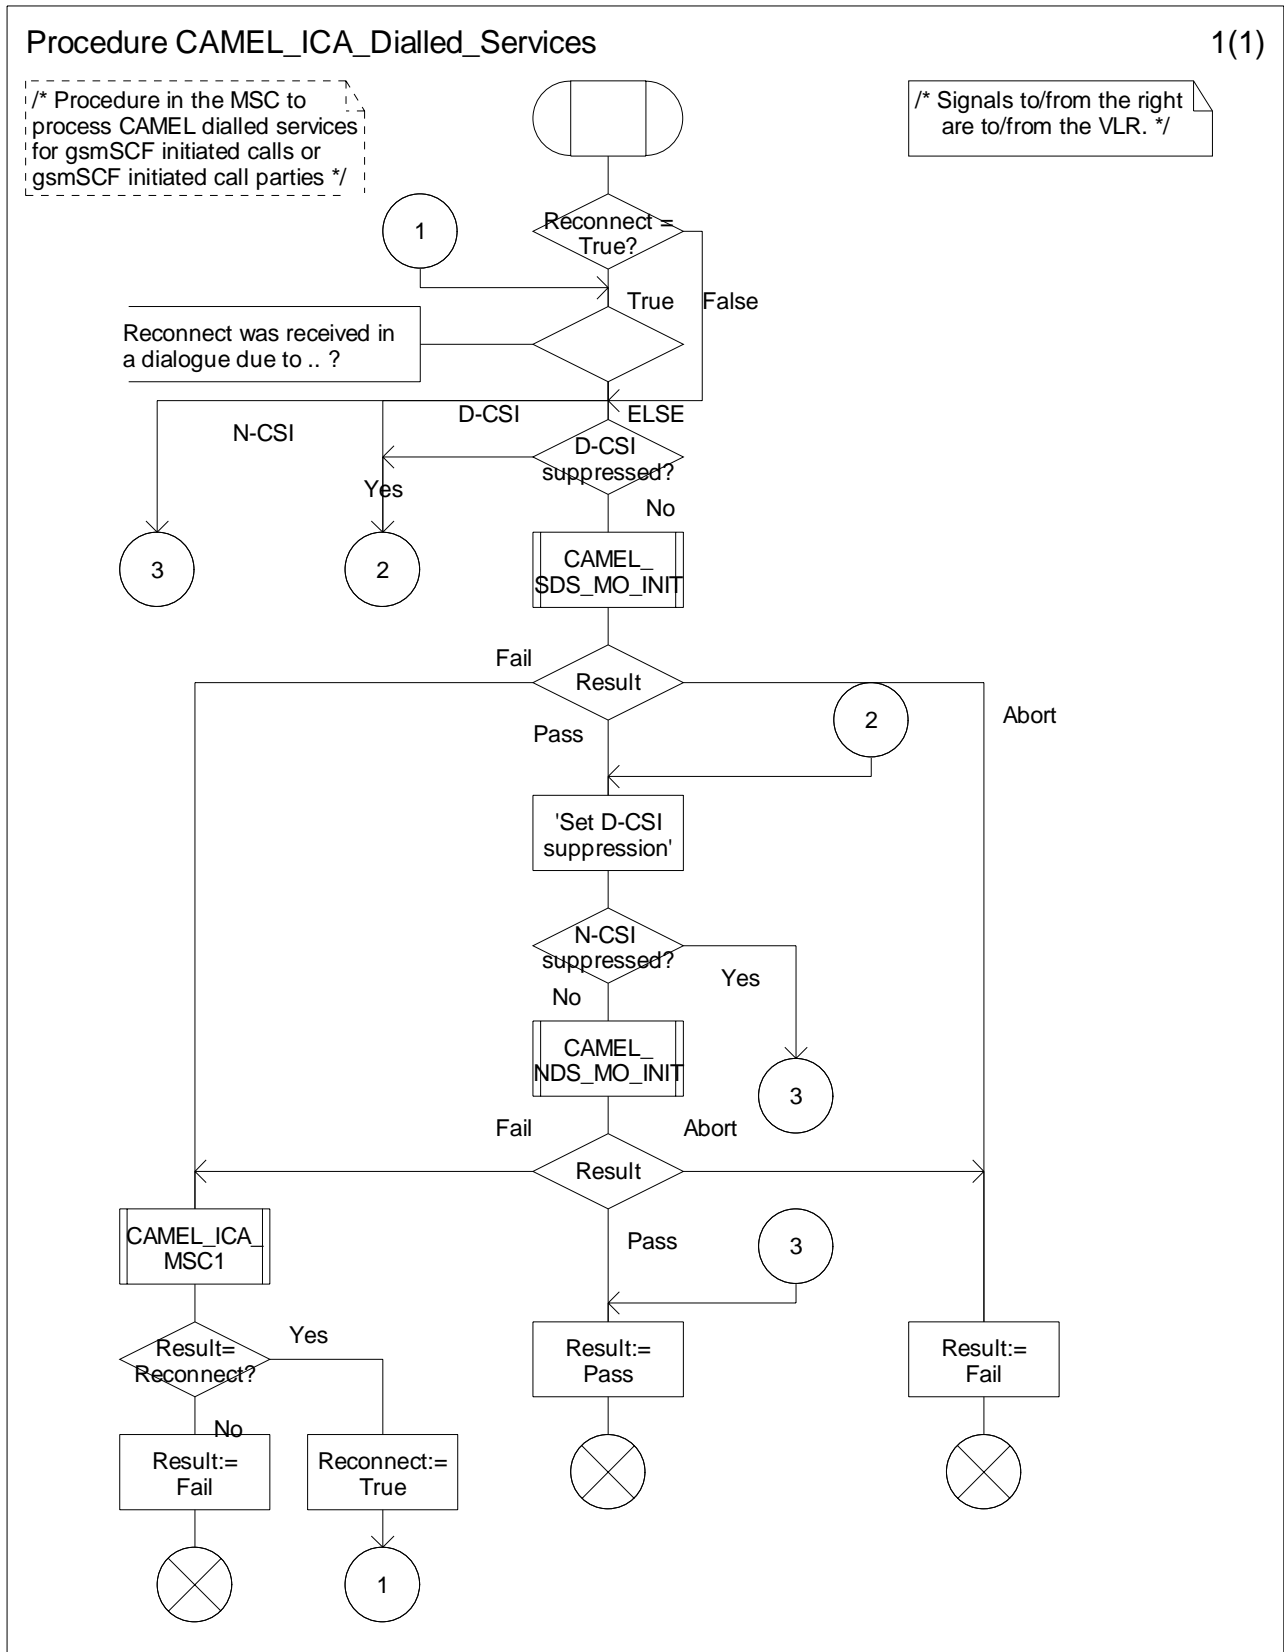 Procedure CAMEL_ICA_Dialled_Services
1(1)
/* Procedure in the MSC to
process CAMEL dialled services
for gsmSCF initiated calls or
gsmSCF initiated call parties */
/* Signals to/from the right
are to/from the VLR. */
1
Reconnect =
True?
True
False
Reconnect was received in
a dialogue due to .. ?
N-CSI
D-CSI
ELSE
D-CSI
suppressed?
Yes
No
3
2
CAMEL_
SDS_MO_INIT
Fail
Result
Abort
Pass
2
'Set D-CSI
suppression'
N-CSI
suppressed?
Yes
No
CAMEL_
NDS_MO_INIT
3
Fail
Abort
Result
Pass
3
CAMEL_ICA_
MSC1
Result=
Reconnect?
Yes
No
Result:=
Pass
Result:=
Fail
Result:=
Fail
Reconnect:=
True
1